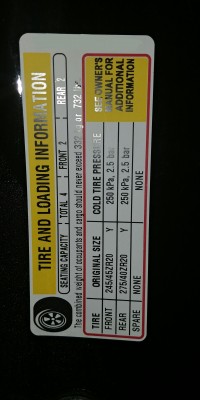 TIRE AND LOADING INFORMATION
SEATING CAPACITY TOTAL 4 FRONT 2 REAR 2
The combined weight of occupants and cargo should never exceed 332 kg or 732
TIRE ORIGINAL SIZE COLD TIRE PRESSURE
FRONT 245/45ZR20 Y 250 kPa, 2.5 bar
REAR 275/40ZR20 Y 250 kPa, 2.5 bar
SPARE NONE NONE
SEE OWNER'S
MANUAL FOR
ADDITIONAL
INFORMATION